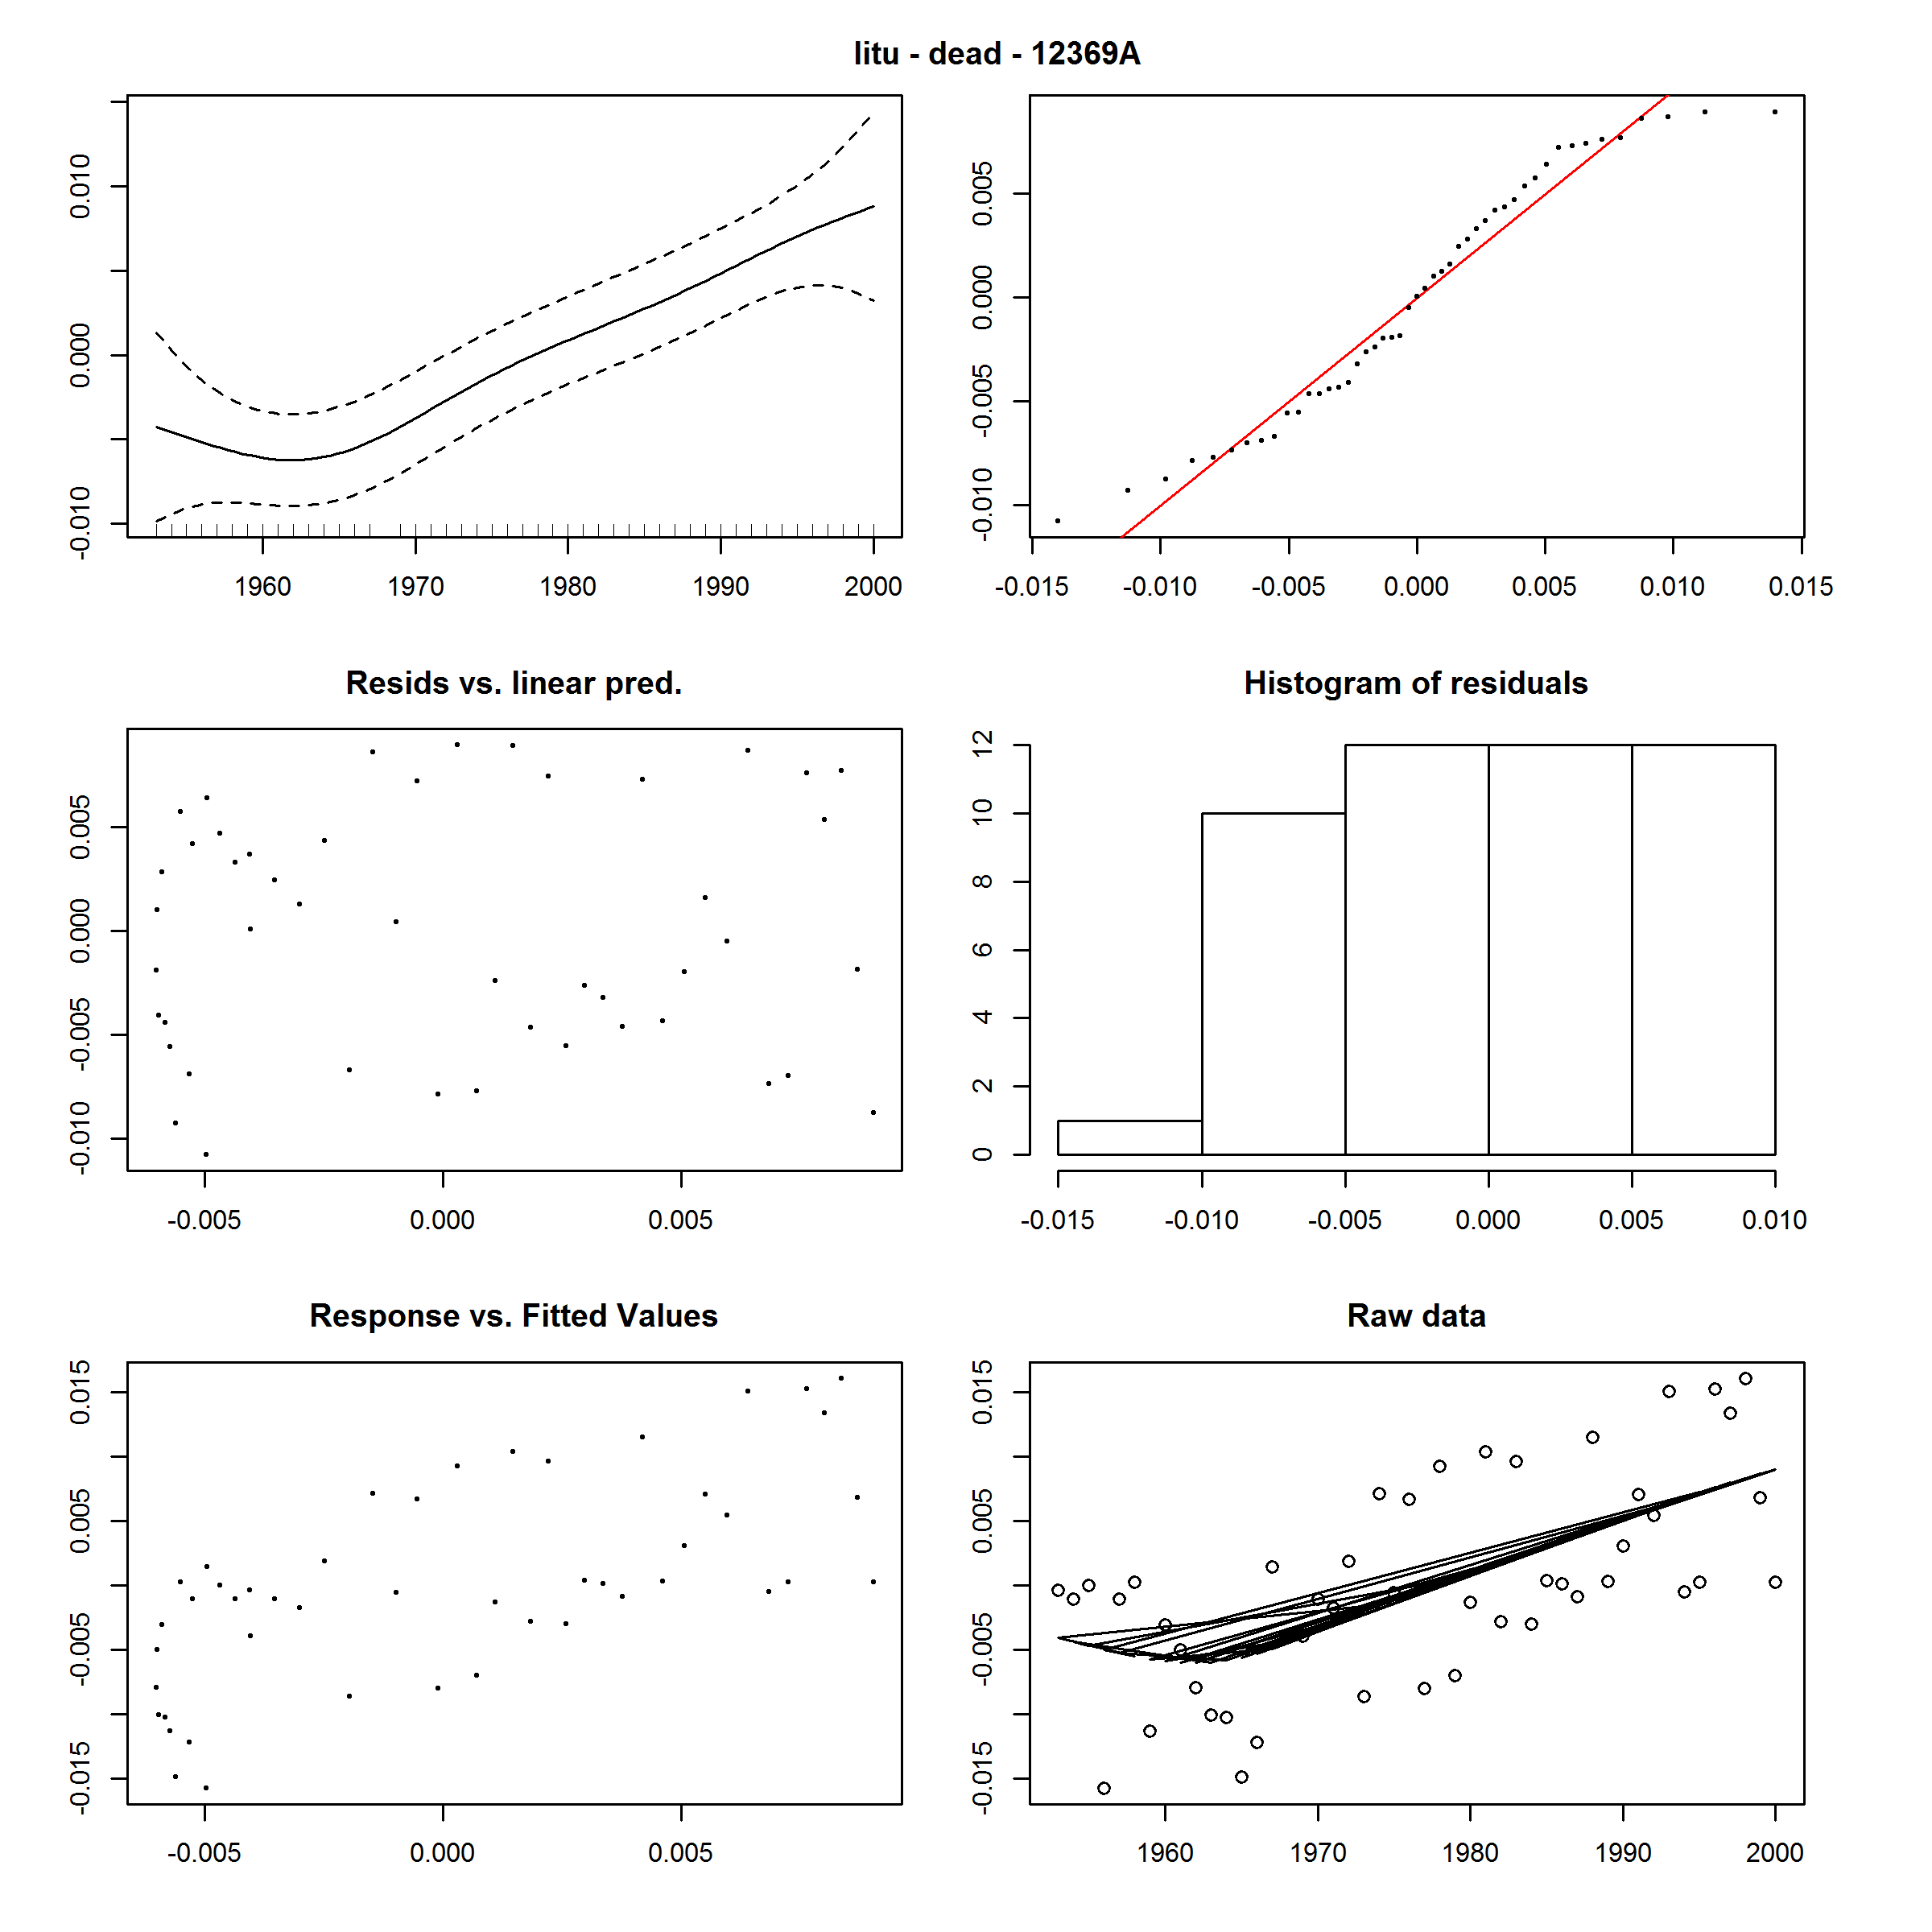 litu - dead - 12369A
-0.010 0.000 0.010
1960 1970 1980 1990 2000
-0.010 -0.005 0.000 0.005
-0.015 -0.010 -0.005 0.000 0.005 0.010 0.015
Resids vs. linear pred.
-0.010 -0.005 0.000 0.005
-0.005 0.000 0.005
Histogram of residuals
0 2 4 6 8 10 12
-0.015 -0.010 -0.005 0.000 0.005 0.010
Response vs. Fitted Values
-0.015 -0.005 0.005 0.015
-0.005 0.000 0.005
Raw data
-0.015 -0.005 0.005 0.015
1960 1970 1980 1990 2000